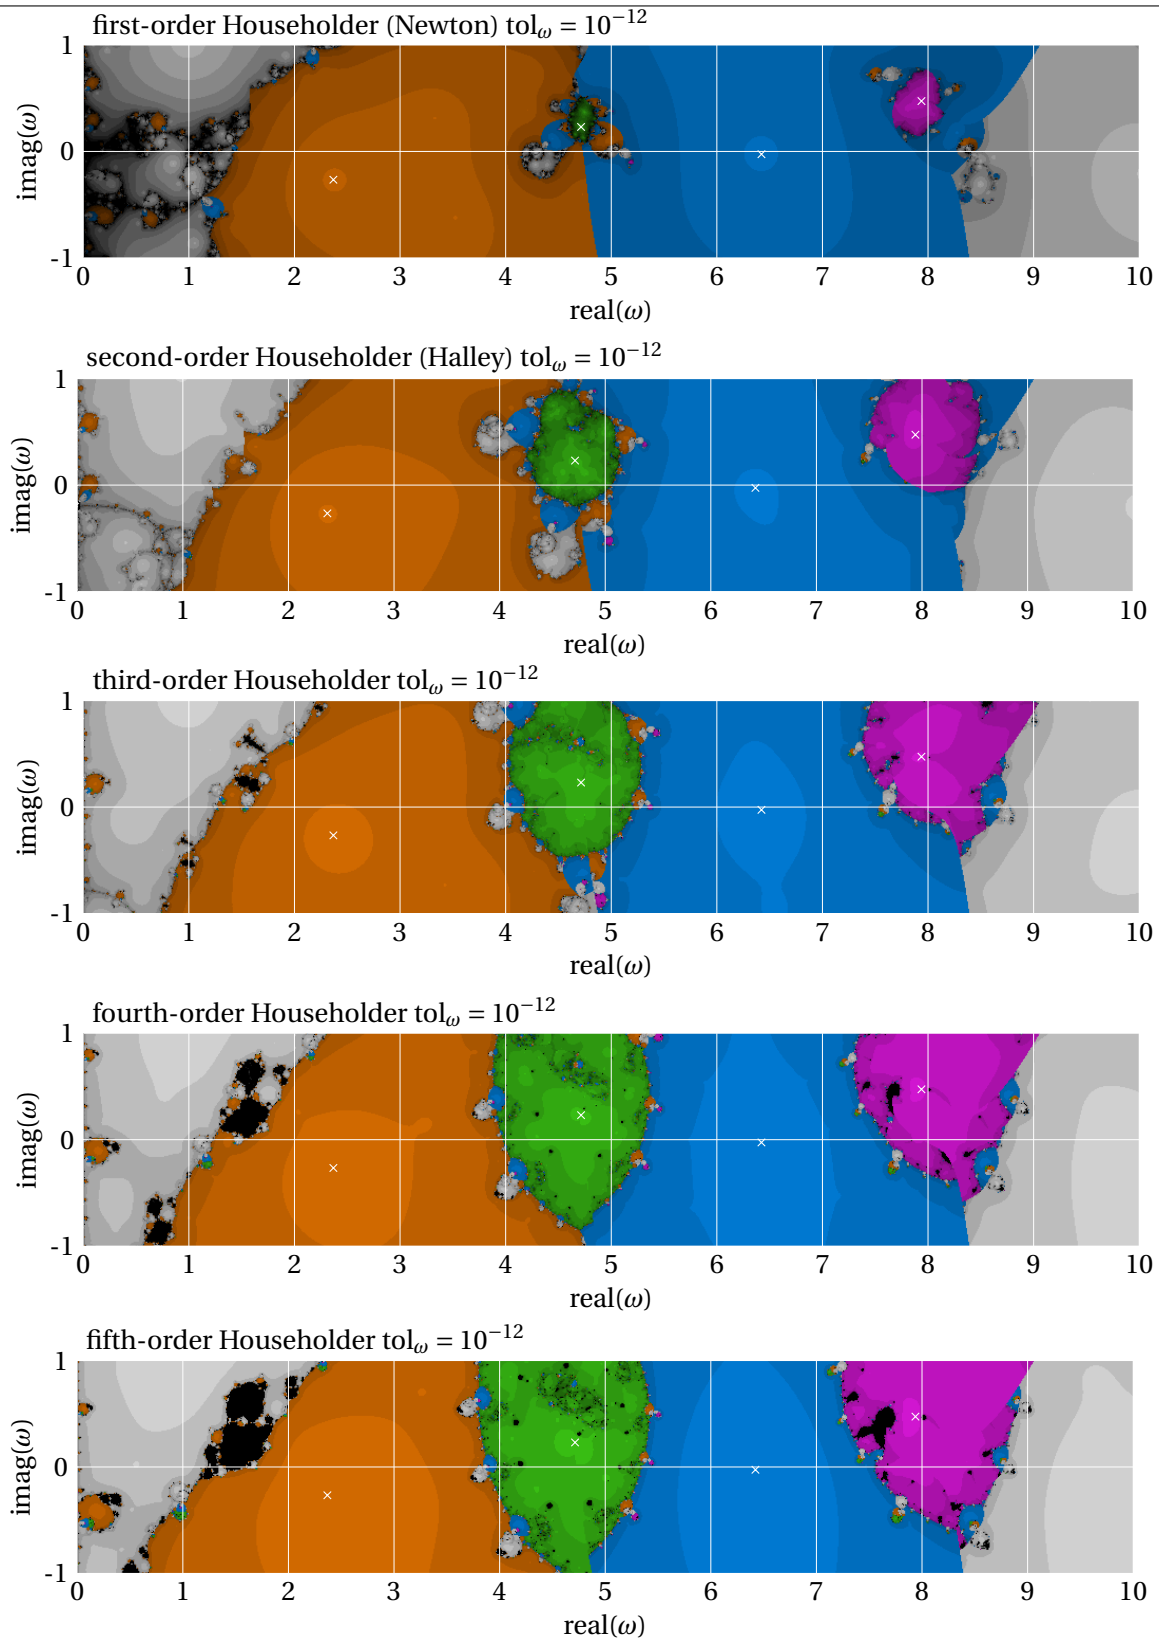 first-order Householder (Newton) tol_ω = 10^−12
1
0
-1
imag(ω)
0 1 2 3 4 5 6 7 8 9 10
real(ω)
second-order Householder (Halley) tol_ω = 10^−12
1
0
-1
imag(ω)
0 1 2 3 4 5 6 7 8 9 10
real(ω)
third-order Householder tol_ω = 10^−12
1
0
-1
imag(ω)
0 1 2 3 4 5 6 7 8 9 10
real(ω)
fourth-order Householder tol_ω = 10^−12
1
0
-1
imag(ω)
0 1 2 3 4 5 6 7 8 9 10
real(ω)
fifth-order Householder tol_ω = 10^−12
1
0
-1
imag(ω)
0 1 2 3 4 5 6 7 8 9 10
real(ω)